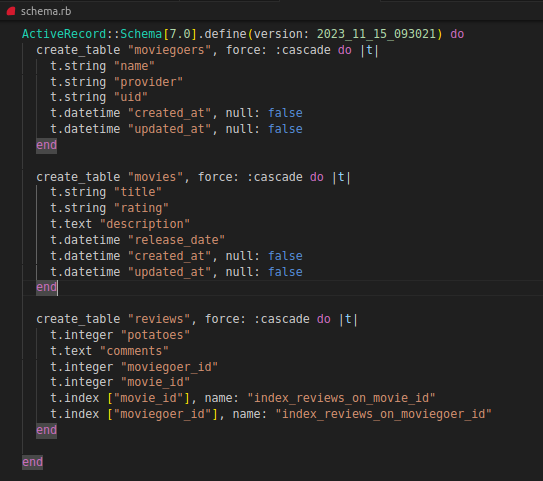 schema.rb
ActiveRecord::Schema[7.0].define(version: 2023_11_15_093021) do
  create_table "moviegoers", force: :cascade do |t|
    t.string "name"
    t.string "provider"
    t.string "uid"
    t.datetime "created_at", null: false
    t.datetime "updated_at", null: false
  end

  create_table "movies", force: :cascade do |t|
    t.string "title"
    t.string "rating"
    t.text "description"
    t.datetime "release_date"
    t.datetime "created_at", null: false
    t.datetime "updated_at", null: false
  end

  create_table "reviews", force: :cascade do |t|
    t.integer "potatoes"
    t.text "comments"
    t.integer "moviegoer_id"
    t.integer "movie_id"
    t.index ["movie_id"], name: "index_reviews_on_movie_id"
    t.index ["moviegoer_id"], name: "index_reviews_on_moviegoer_id"
  end

end